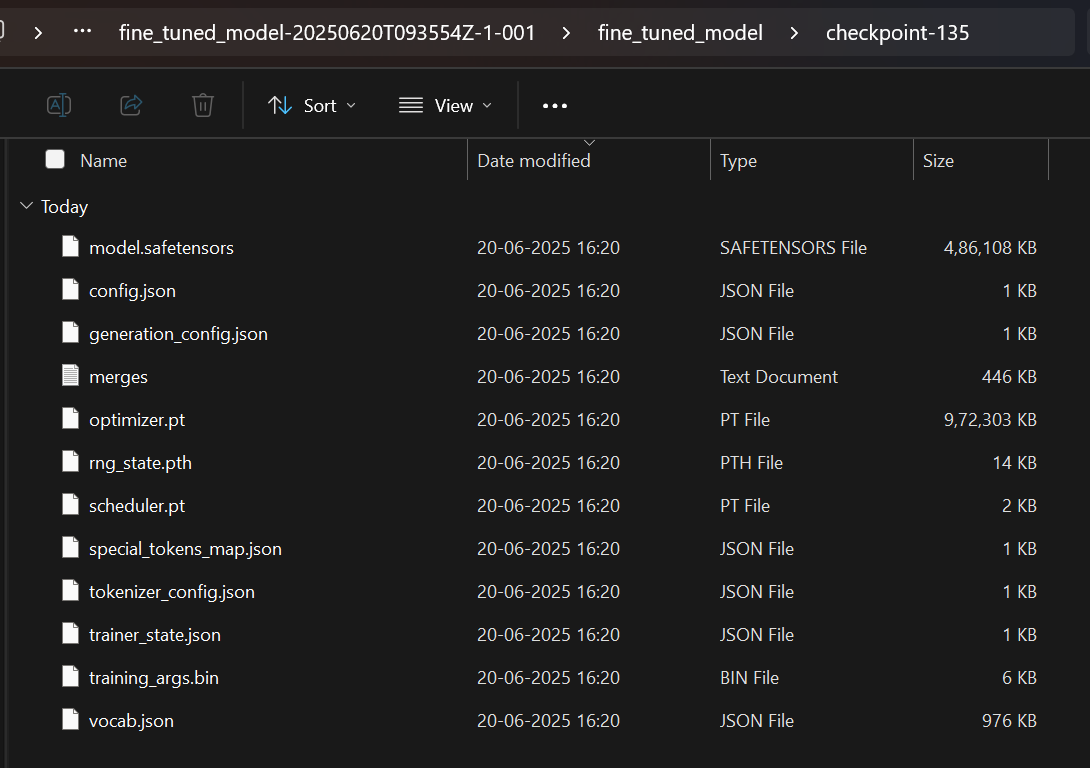 fine_tuned_model-20250620T093554Z-1-001 fine_tuned_model checkpoint-135
Sort View
Name Date modified Type Size
Today
model.safetensors 20-06-2025 16:20 SAFETENSORS File 4,86,108 KB
config.json 20-06-2025 16:20 JSON File 1 KB
generation_config.json 20-06-2025 16:20 JSON File 1 KB
merges 20-06-2025 16:20 Text Document 446 KB
optimizer.pt 20-06-2025 16:20 PT File 9,72,303 KB
rng_state.pth 20-06-2025 16:20 PTH File 14 KB
scheduler.pt 20-06-2025 16:20 PT File 2 KB
special_tokens_map.json 20-06-2025 16:20 JSON File 1 KB
tokenizer_config.json 20-06-2025 16:20 JSON File 1 KB
trainer_state.json 20-06-2025 16:20 JSON File 1 KB
training_args.bin 20-06-2025 16:20 BIN File 6 KB
vocab.json 20-06-2025 16:20 JSON File 976 KB